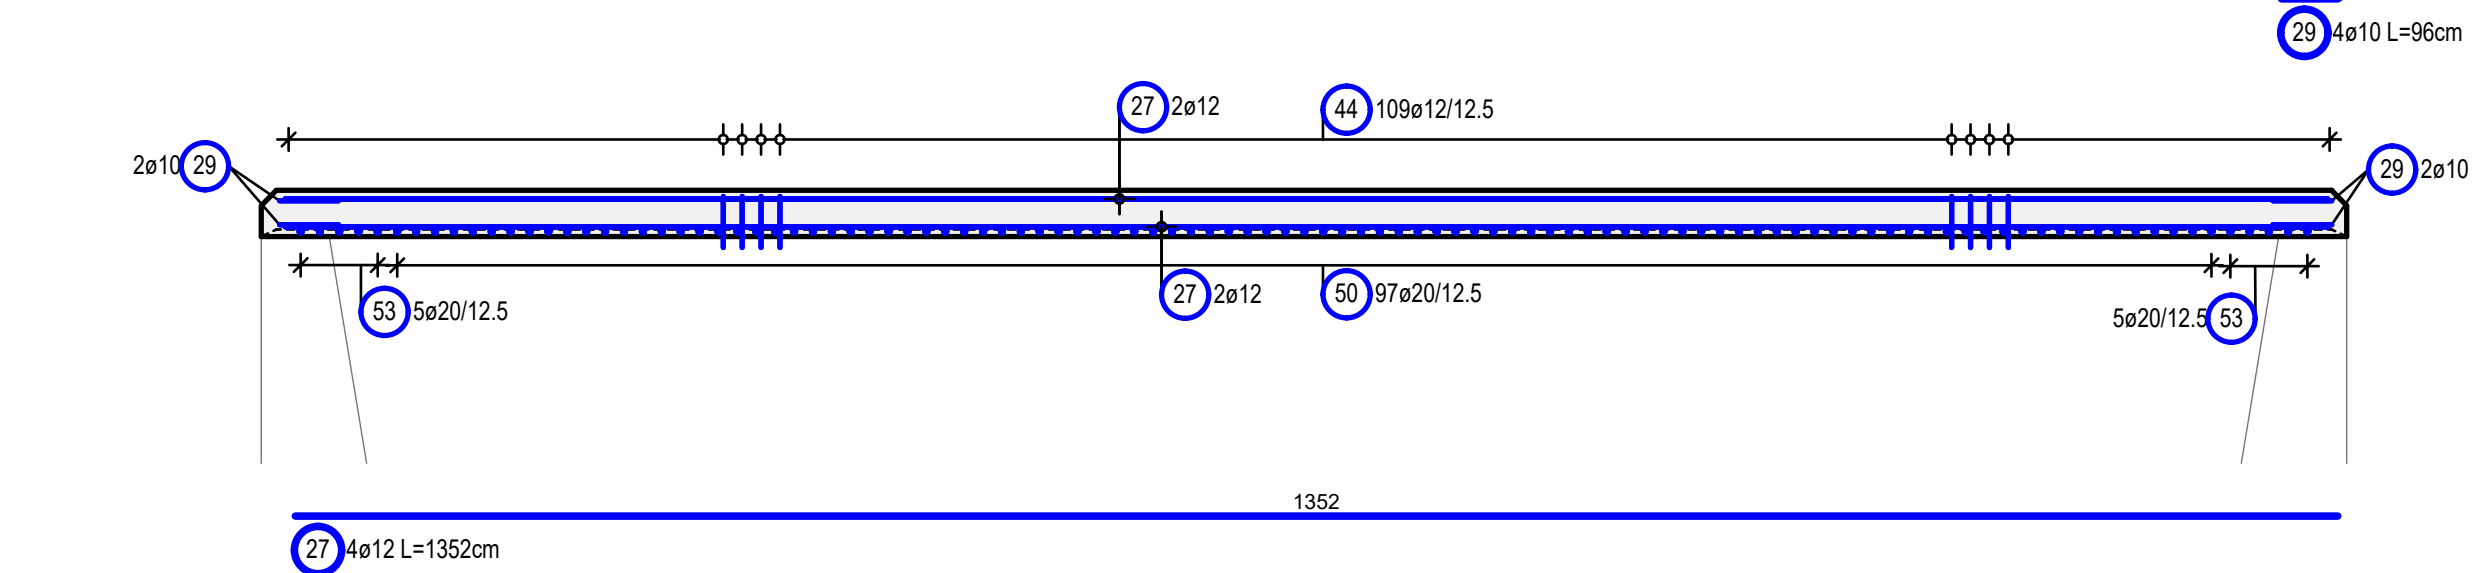 29 4ø10 L=96cm
27 2ø12
44 109ø12/12.5
2ø10 29
29 2ø10
53 5ø20/12.5
27 2ø12
50 97ø20/12.5
5ø20/12.5 53
1352
27 4ø12 L=1352cm